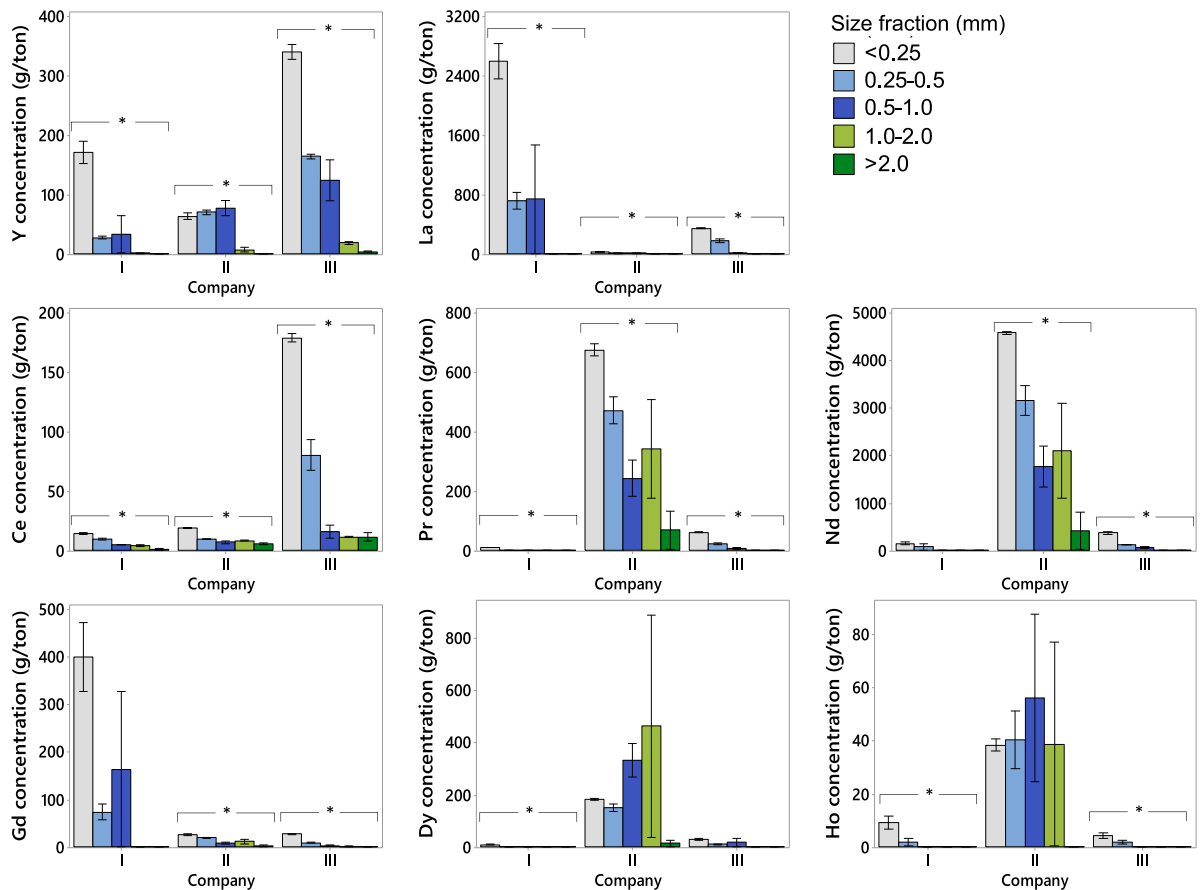 Y concentration (g/ton)
400
300
200
100
0
*
*
*
I II III
Company
La concentration (g/ton)
3200
2400
1600
800
0
*
*
*
I II III
Company
Size fraction (mm)
<0.25
0.25–0.5
0.5-1.0
1.0-2.0
>2.0
Ce concentration (g/ton)
200
150
100
50
0
*
*
*
I II III
Company
Pr concentration (g/ton)
800
600
400
200
0
*
*
*
I II III
Company
Nd concentration (g/ton)
5000
4000
3000
2000
1000
0
*
*
I II III
Company
Gd concentration (g/ton)
500
400
300
200
100
0
*
*
I II III
Company
Dy concentration (g/ton)
800
600
400
200
0
*
I II III
Company
Ho concentration (g/ton)
80
60
40
20
0
*
*
I II III
Company